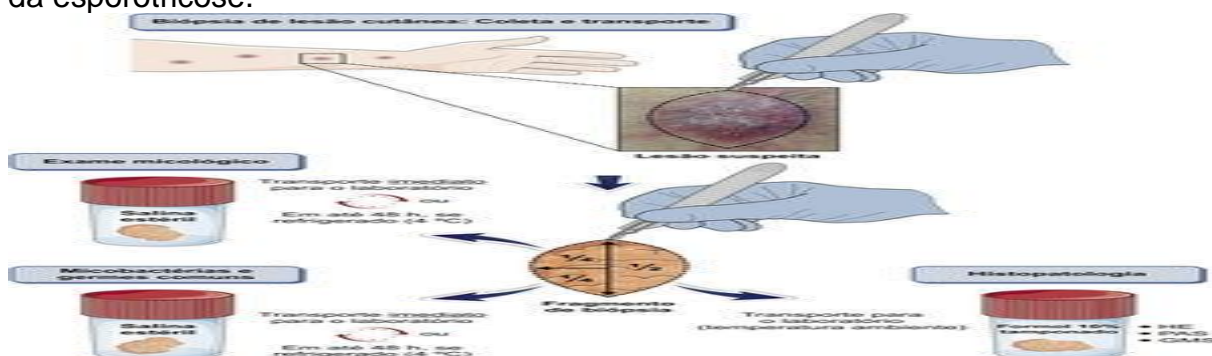 da esporotricose.
Biópsia de lesão cutânea: Coleta e transporte
Lesão suspeita
Exame micológico
Salina
estéril
Transporte imediato
para o laboratório
ou
Em até 48 h, se
refrigerado (4 °C)
Micobactérias e
germes comuns
Salina
estéril
Transporte imediato
para o laboratório
ou
Em até 48 h, se
refrigerado (4 °C)
Fragmento
de biópsia
Transporte para
o laboratório
(temperatura ambiente)
Histopatologia
Formol 10%
tamponado
HE
PAS
GMS